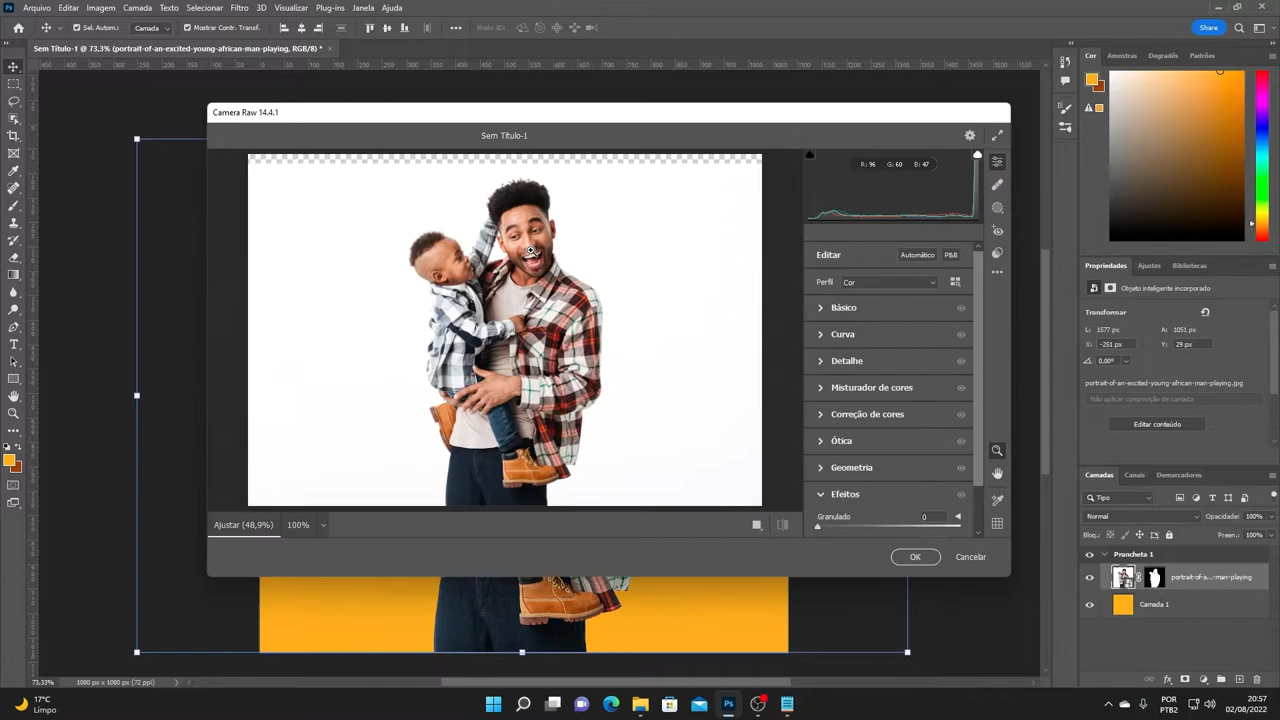 Ps Arquivo Editar Imagem Camada Texto Selecionar Filtro 3D Visualizar Plug-ins Janela Ajuda
Sel. Autom.: Camada Mostrar Contr. Transf. Modo 3D: Share
Sem Título-1 @ 73,3% (portrait-of-an-excited-young-african-man-playing, RGB/8) *
Cor Amostras Degradês Padrões
Camera Raw 14.4.1
Sem Título-1
R: 96 G: 60 B: 47
Editar Automático P&B
Perfil Cor
Básico
Curva
Detalhe
Misturador de cores
Correção de cores
Ótica
Geometria
Efeitos
Granulado 0
Ajustar (48,9%) 100%
OK Cancelar
Propriedades Ajustes Bibliotecas
Objeto inteligente incorporado
Transformar
L: 1577 px A: 1051 px
X: -251 px Y: 29 px
0.00°
portrait-of-an-excited-young-african-man-playing.jpg
Não aplicar composição de camada
Editar conteúdo
Camadas Canais Demarcadores
Tipo
Normal Opacidade: 100%
Bloq.: Preen.: 100%
Prancheta 1
portrait-of-a...-man-playing
Camada 1
73,33% 1080 px x 1080 px (72 ppi)
17°C
Limpo
POR
PTB2
20:57
02/08/2022